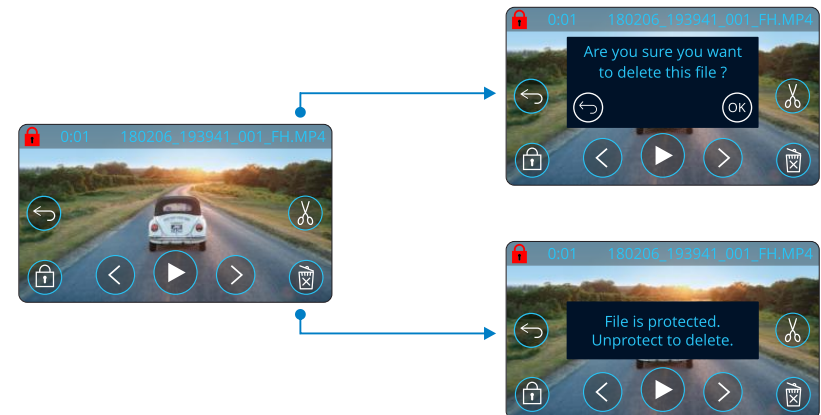 0:01 180206_193941_001_FH.MP4
Are you sure you want
to delete this file ?
OK
0:01 180206_193941_001_FH.MP4
0:01 180206_193941_001_FH.MP4
File is protected.
Unprotect to delete.